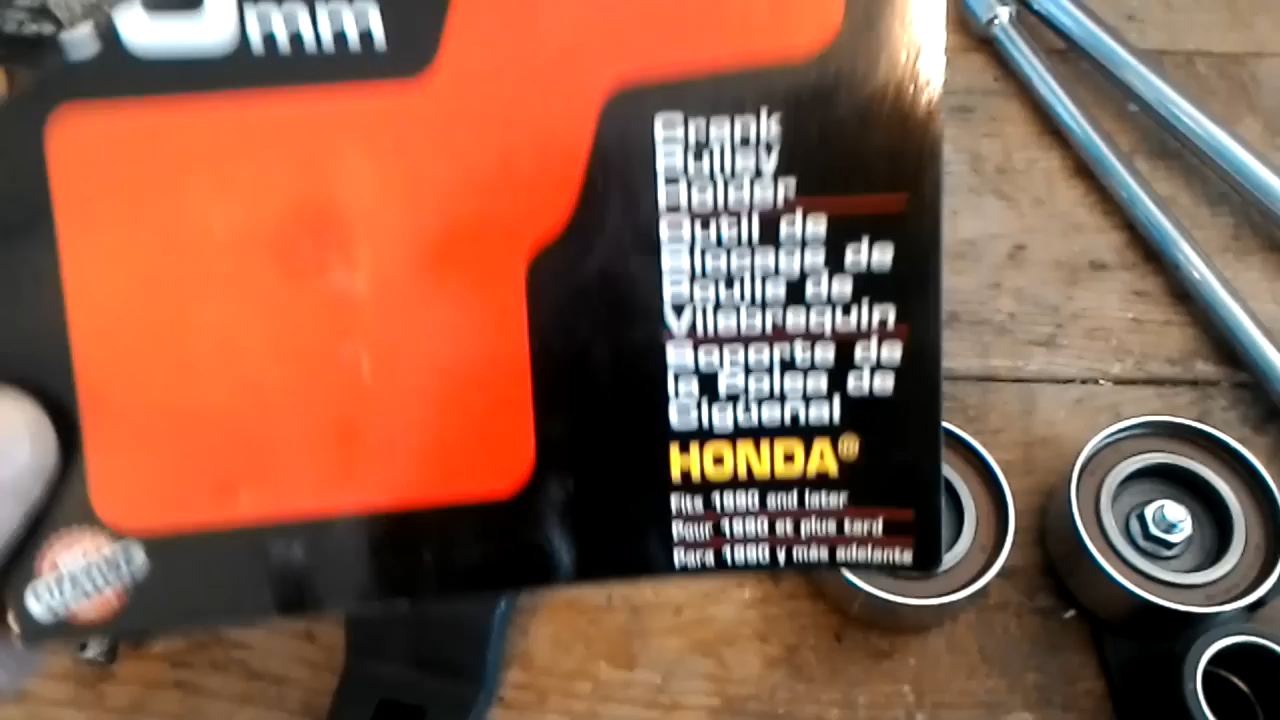 mm
Crank
Pulley
Holder
Outil de
Blocage de
Poulie de
Vilebrequin
Soporte de
la Polea de
Cigüeñal
HONDA®
Fits 1990 and later
Pour 1990 et plus tard
Para 1990 y más adelante